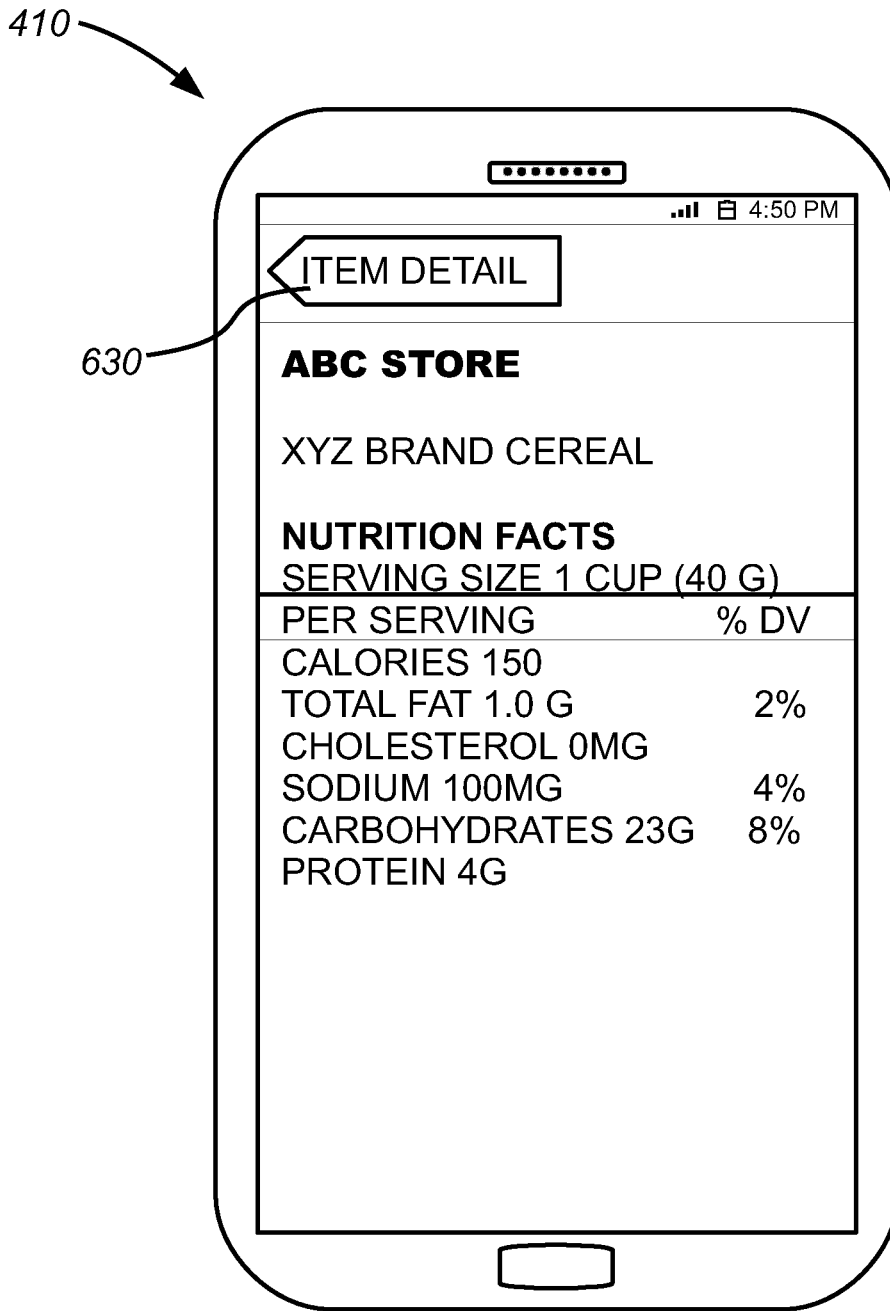 410
4:50 PM
ITEM DETAIL
630
ABC STORE
XYZ BRAND CEREAL
NUTRITION FACTS
SERVING SIZE 1 CUP (40 G)
PER SERVING % DV
CALORIES 150
TOTAL FAT 1.0 G 2%
CHOLESTEROL 0MG
SODIUM 100MG 4%
CARBOHYDRATES 23G 8%
PROTEIN 4G